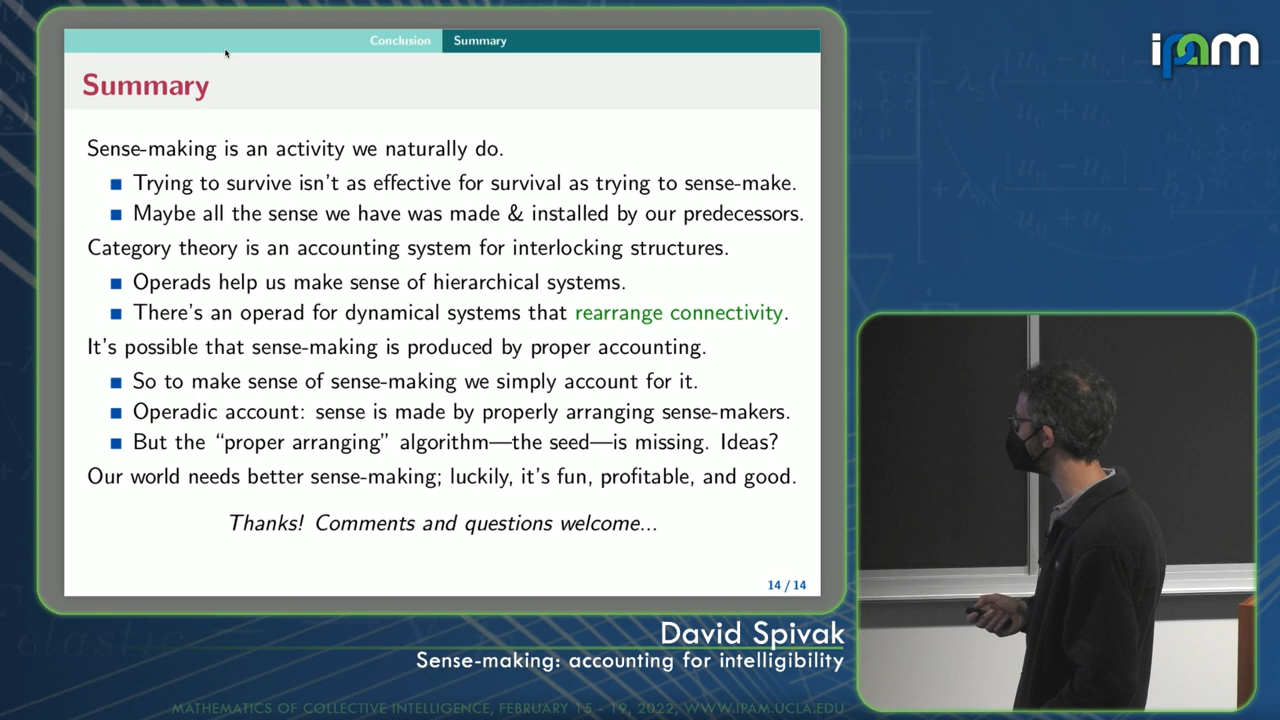 Conclusion Summary
ipam
Summary
Sense-making is an activity we naturally do.
Trying to survive isn't as effective for survival as trying to sense-make.
Maybe all the sense we have was made & installed by our predecessors.
Category theory is an accounting system for interlocking structures.
Operads help us make sense of hierarchical systems.
There's an operad for dynamical systems that rearrange connectivity.
It's possible that sense-making is produced by proper accounting.
So to make sense of sense-making we simply account for it.
Operadic account: sense is made by properly arranging sense-makers.
But the “proper arranging” algorithm—the seed—is missing. Ideas?
Our world needs better sense-making; luckily, it's fun, profitable, and good.
Thanks! Comments and questions welcome...
14 / 14
David Spivak
Sense-making: accounting for intelligibility
MATHEMATICS OF COLLECTIVE INTELLIGENCE, FEBRUARY 15 - 19, 2022, WWW.IPAM.UCLA.EDU